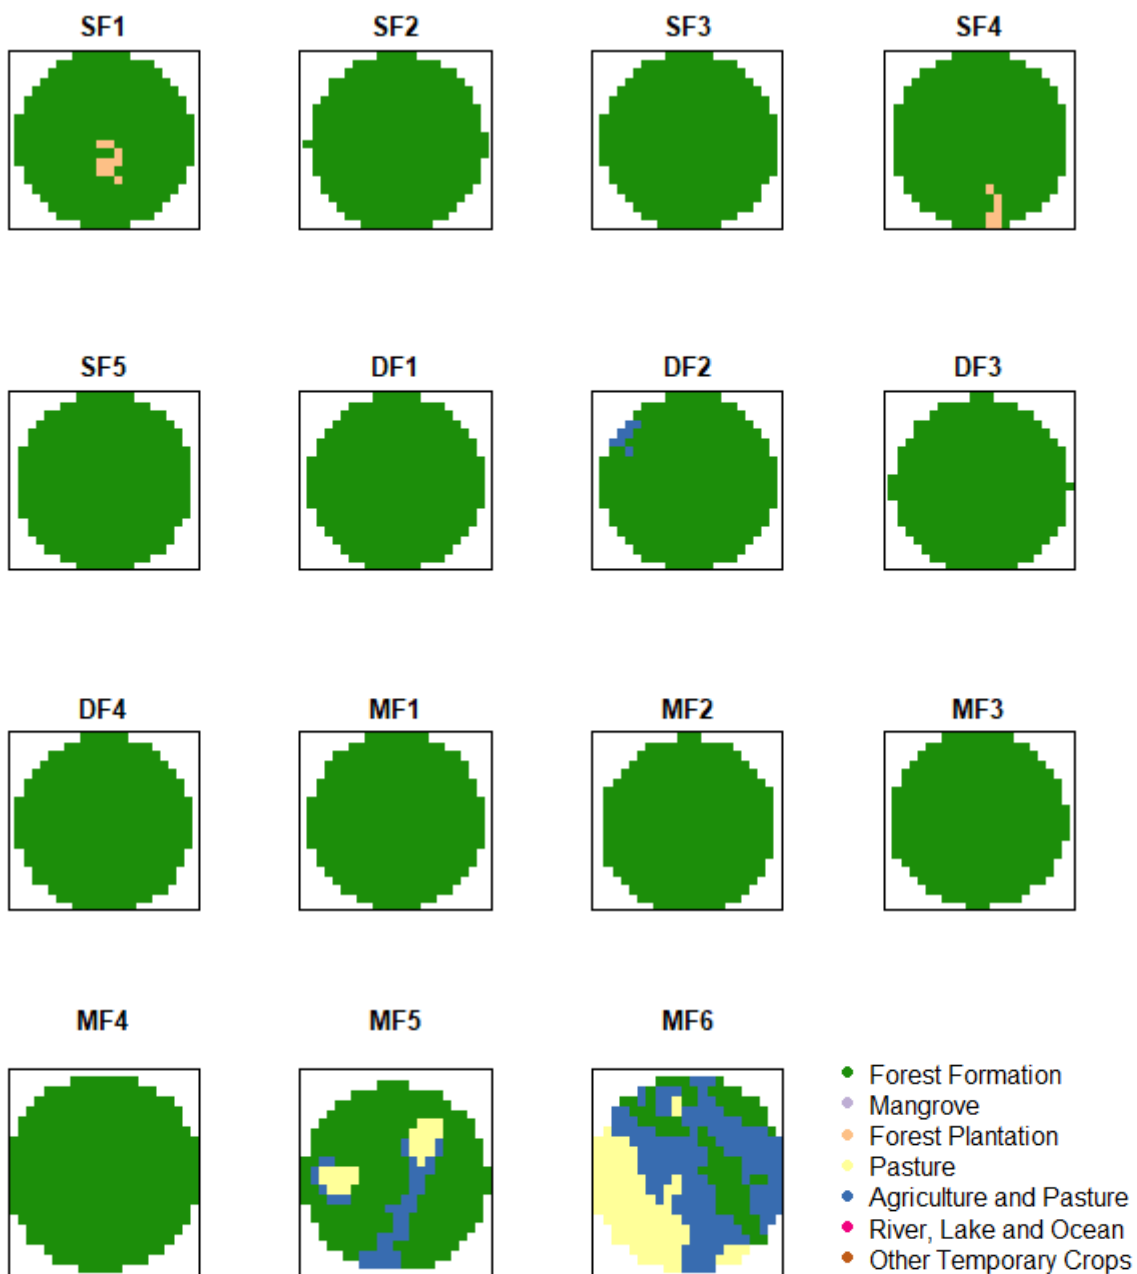 SF1
SF2
SF3
SF4
SF5
DF1
DF2
DF3
DF4
MF1
MF2
MF3
MF4
MF5
MF6
Forest Formation
Mangrove
Forest Plantation
Pasture
Agriculture and Pasture
River, Lake and Ocean
Other Temporary Crops